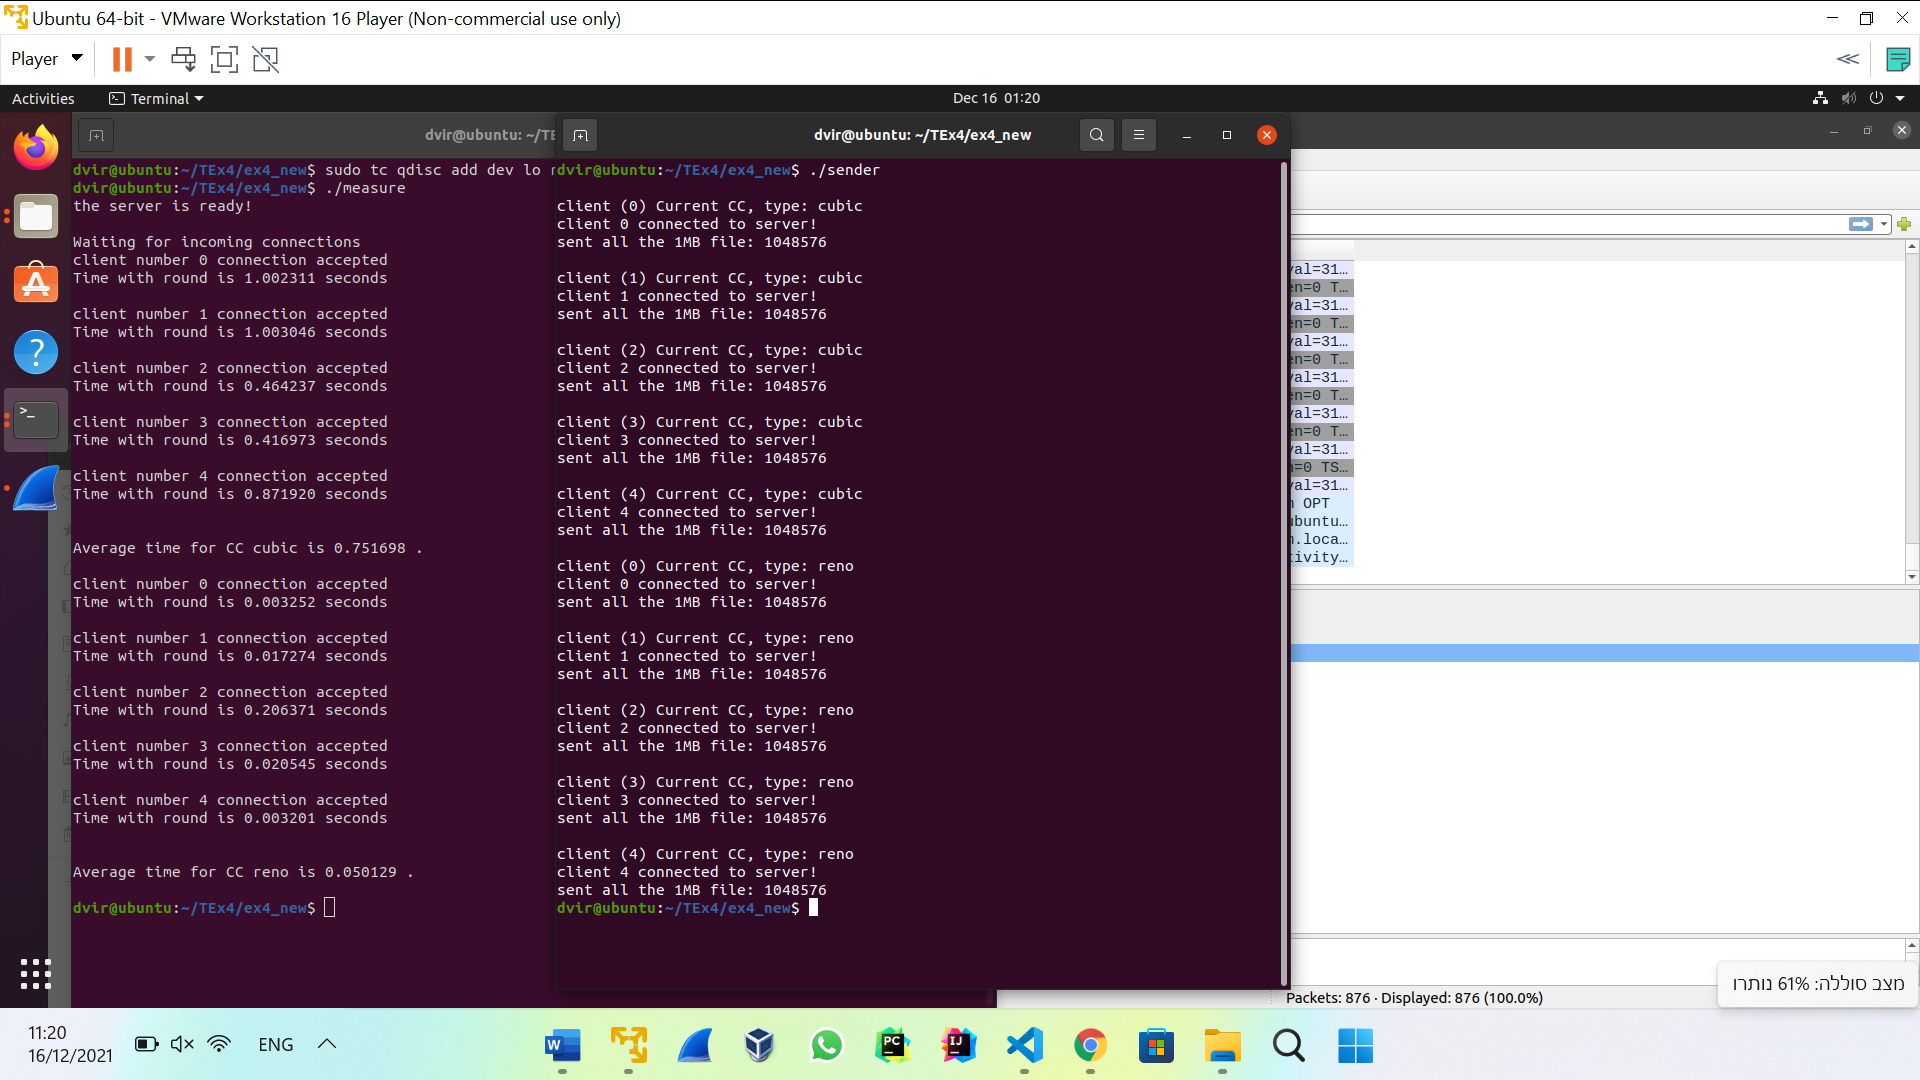 Ubuntu 64-bit - VMware Workstation 16 Player (Non-commercial use only)
Player
Activities
Terminal
Dec 16 01:20
dvir@ubuntu: ~/TE
dvir@ubuntu:~/TEx4/ex4_new$ sudo tc qdisc add dev lo
dvir@ubuntu:~/TEx4/ex4_new$ ./measure
the server is ready!
Waiting for incoming connections
client number 0 connection accepted
Time with round is 1.002311 seconds
client number 1 connection accepted
Time with round is 1.003046 seconds
client number 2 connection accepted
Time with round is 0.464237 seconds
client number 3 connection accepted
Time with round is 0.416973 seconds
client number 4 connection accepted
Time with round is 0.871920 seconds
Average time for CC cubic is 0.751698 .
client number 0 connection accepted
Time with round is 0.003252 seconds
client number 1 connection accepted
Time with round is 0.017274 seconds
client number 2 connection accepted
Time with round is 0.206371 seconds
client number 3 connection accepted
Time with round is 0.020545 seconds
client number 4 connection accepted
Time with round is 0.003201 seconds
Average time for CC reno is 0.050129 .
dvir@ubuntu:~/TEx4/ex4_new$
dvir@ubuntu: ~/TEx4/ex4_new
dvir@ubuntu:~/TEx4/ex4_new$ ./sender
client (0) Current CC, type: cubic
client 0 connected to server!
sent all the 1MB file: 1048576
client (1) Current CC, type: cubic
client 1 connected to server!
sent all the 1MB file: 1048576
client (2) Current CC, type: cubic
client 2 connected to server!
sent all the 1MB file: 1048576
client (3) Current CC, type: cubic
client 3 connected to server!
sent all the 1MB file: 1048576
client (4) Current CC, type: cubic
client 4 connected to server!
sent all the 1MB file: 1048576
client (0) Current CC, type: reno
client 0 connected to server!
sent all the 1MB file: 1048576
client (1) Current CC, type: reno
client 1 connected to server!
sent all the 1MB file: 1048576
client (2) Current CC, type: reno
client 2 connected to server!
sent all the 1MB file: 1048576
client (3) Current CC, type: reno
client 3 connected to server!
sent all the 1MB file: 1048576
client (4) Current CC, type: reno
client 4 connected to server!
sent all the 1MB file: 1048576
dvir@ubuntu:~/TEx4/ex4_new$
val=31…
en=0 T…
val=31…
en=0 T…
val=31…
en=0 T…
val=31…
en=0 T…
val=31…
en=0 T…
val=31…
n=0 TS…
val=31…
OPT
ubuntu…
n.loca…
tivity…
Packets: 876 · Displayed: 876 (100.0%)
מצב סוללה: 61% נותרו
11:20
16/12/2021
ENG